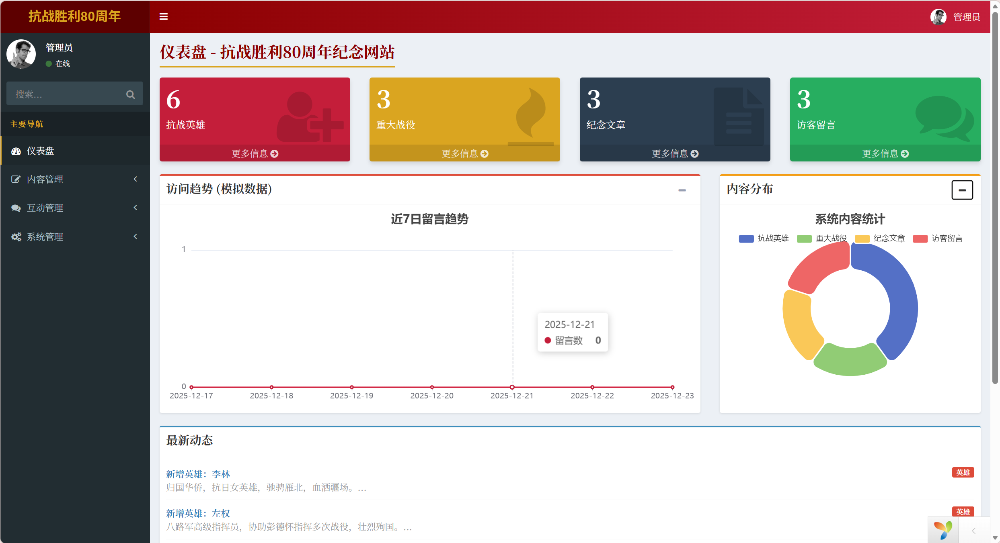 抗战胜利80周年
管理员
管理员
在线
搜索...
主要导航
仪表盘
内容管理
互动管理
系统管理
仪表盘 - 抗战胜利80周年纪念网站
6
抗战英雄
更多信息
3
重大战役
更多信息
3
纪念文章
更多信息
3
访客留言
更多信息
访问趋势 (模拟数据)
近7日留言趋势
1
0
2025-12-17
2025-12-18
2025-12-19
2025-12-20
2025-12-21
2025-12-22
2025-12-23
2025-12-21
留言数 0
内容分布
系统内容统计
抗战英雄
重大战役
纪念文章
访客留言
最新动态
新增英雄：李林
英雄
归国华侨，抗日女英雄，驰骋雁北，血洒疆场。...
新增英雄：左权
英雄
八路军高级指挥员，协助彭德怀指挥多次战役，壮烈殉国。...